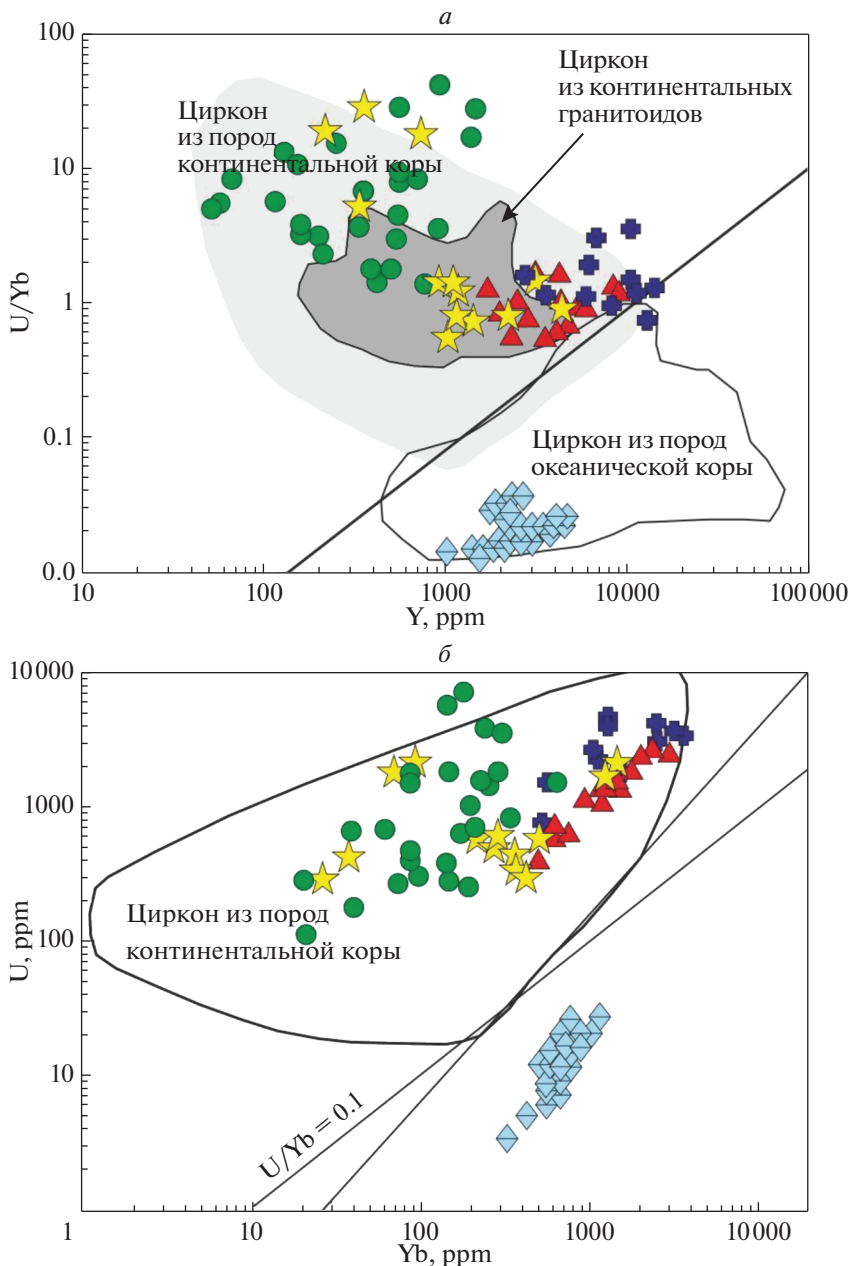 а
100
10
1
0.1
0.0
U/Yb
Циркон
из пород
континентальной коры
Циркон
из континентальных
гранитоидов
Циркон из пород
океанической коры
10
100
1000
10000
100000
Y, ppm
б
10000
1000
100
10
U, ppm
Циркон из пород
континентальной коры
U/Yb = 0.1
1
10
100
1000
10000
Yb, ppm